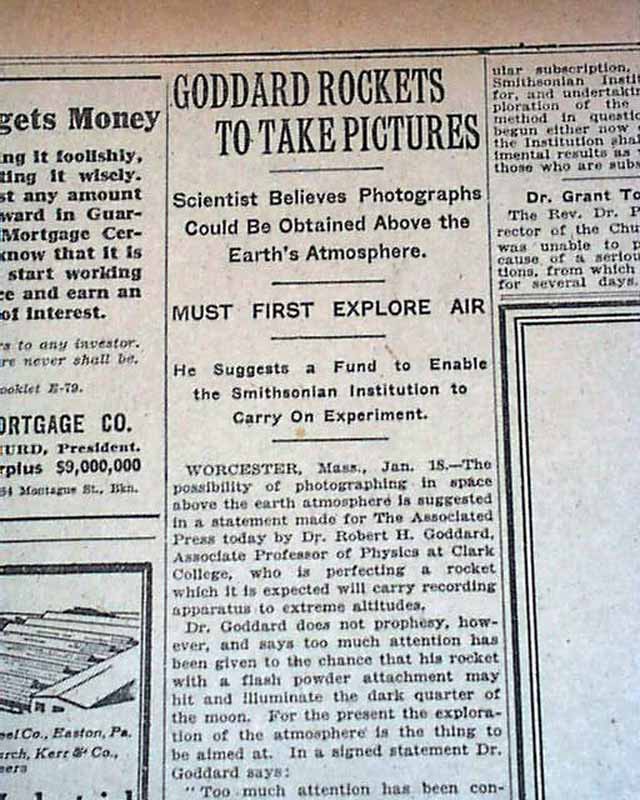 gets Money
ing it foolishly,
ting it wisely.
st any amount
ward in Guar-
Mortgage Cer-
know that it is
start working
ce and earn an
of Interest.
rs to any investor.
re never shall be.
ooklet E-79.
ORTGAGE CO.
URD, President.
rplus $9,000,000
Montague St., Bkn.
eel Co., Easton, Pa.
arch, Kerr & Co.,
eers
GODDARD ROCKETS
TO TAKE PICTURES
Scientist Believes Photographs
Could Be Obtained Above the
Earth's Atmosphere.
MUST FIRST EXPLORE AIR
He Suggests a Fund to Enable
the Smithsonian Institution to
Carry On Experiment.
WORCESTER, Mass., Jan. 18.—The
possibility of photographing in space
above the earth atmosphere is suggested
in a statement made for The Associated
Press today by Dr. Robert H. Goddard,
Associate Professor of Physics at Clark
College, who is perfecting a rocket
which it is expected will carry recording
apparatus to extreme altitudes.
Dr. Goddard does not prophesy, how-
ever, and says too much attention has
been given to the chance that his rocket
with a flash powder attachment may
hit and illuminate the dark quarter of
the moon. For the present the explora-
tion of the atmosphere is the thing to
be aimed at. In a signed statement Dr.
Goddard says:
"Too much attention has been con-
ular subscription,
Smithsonian Instit
for, and undertakin
ploration of the
method in questio
begun either now
the Institution shal
imental results as
those who are subs
Dr. Grant To
The Rev. Dr. P
rector of the Chu
was unable to p
cause of a seriou
tions, from which
for several days.